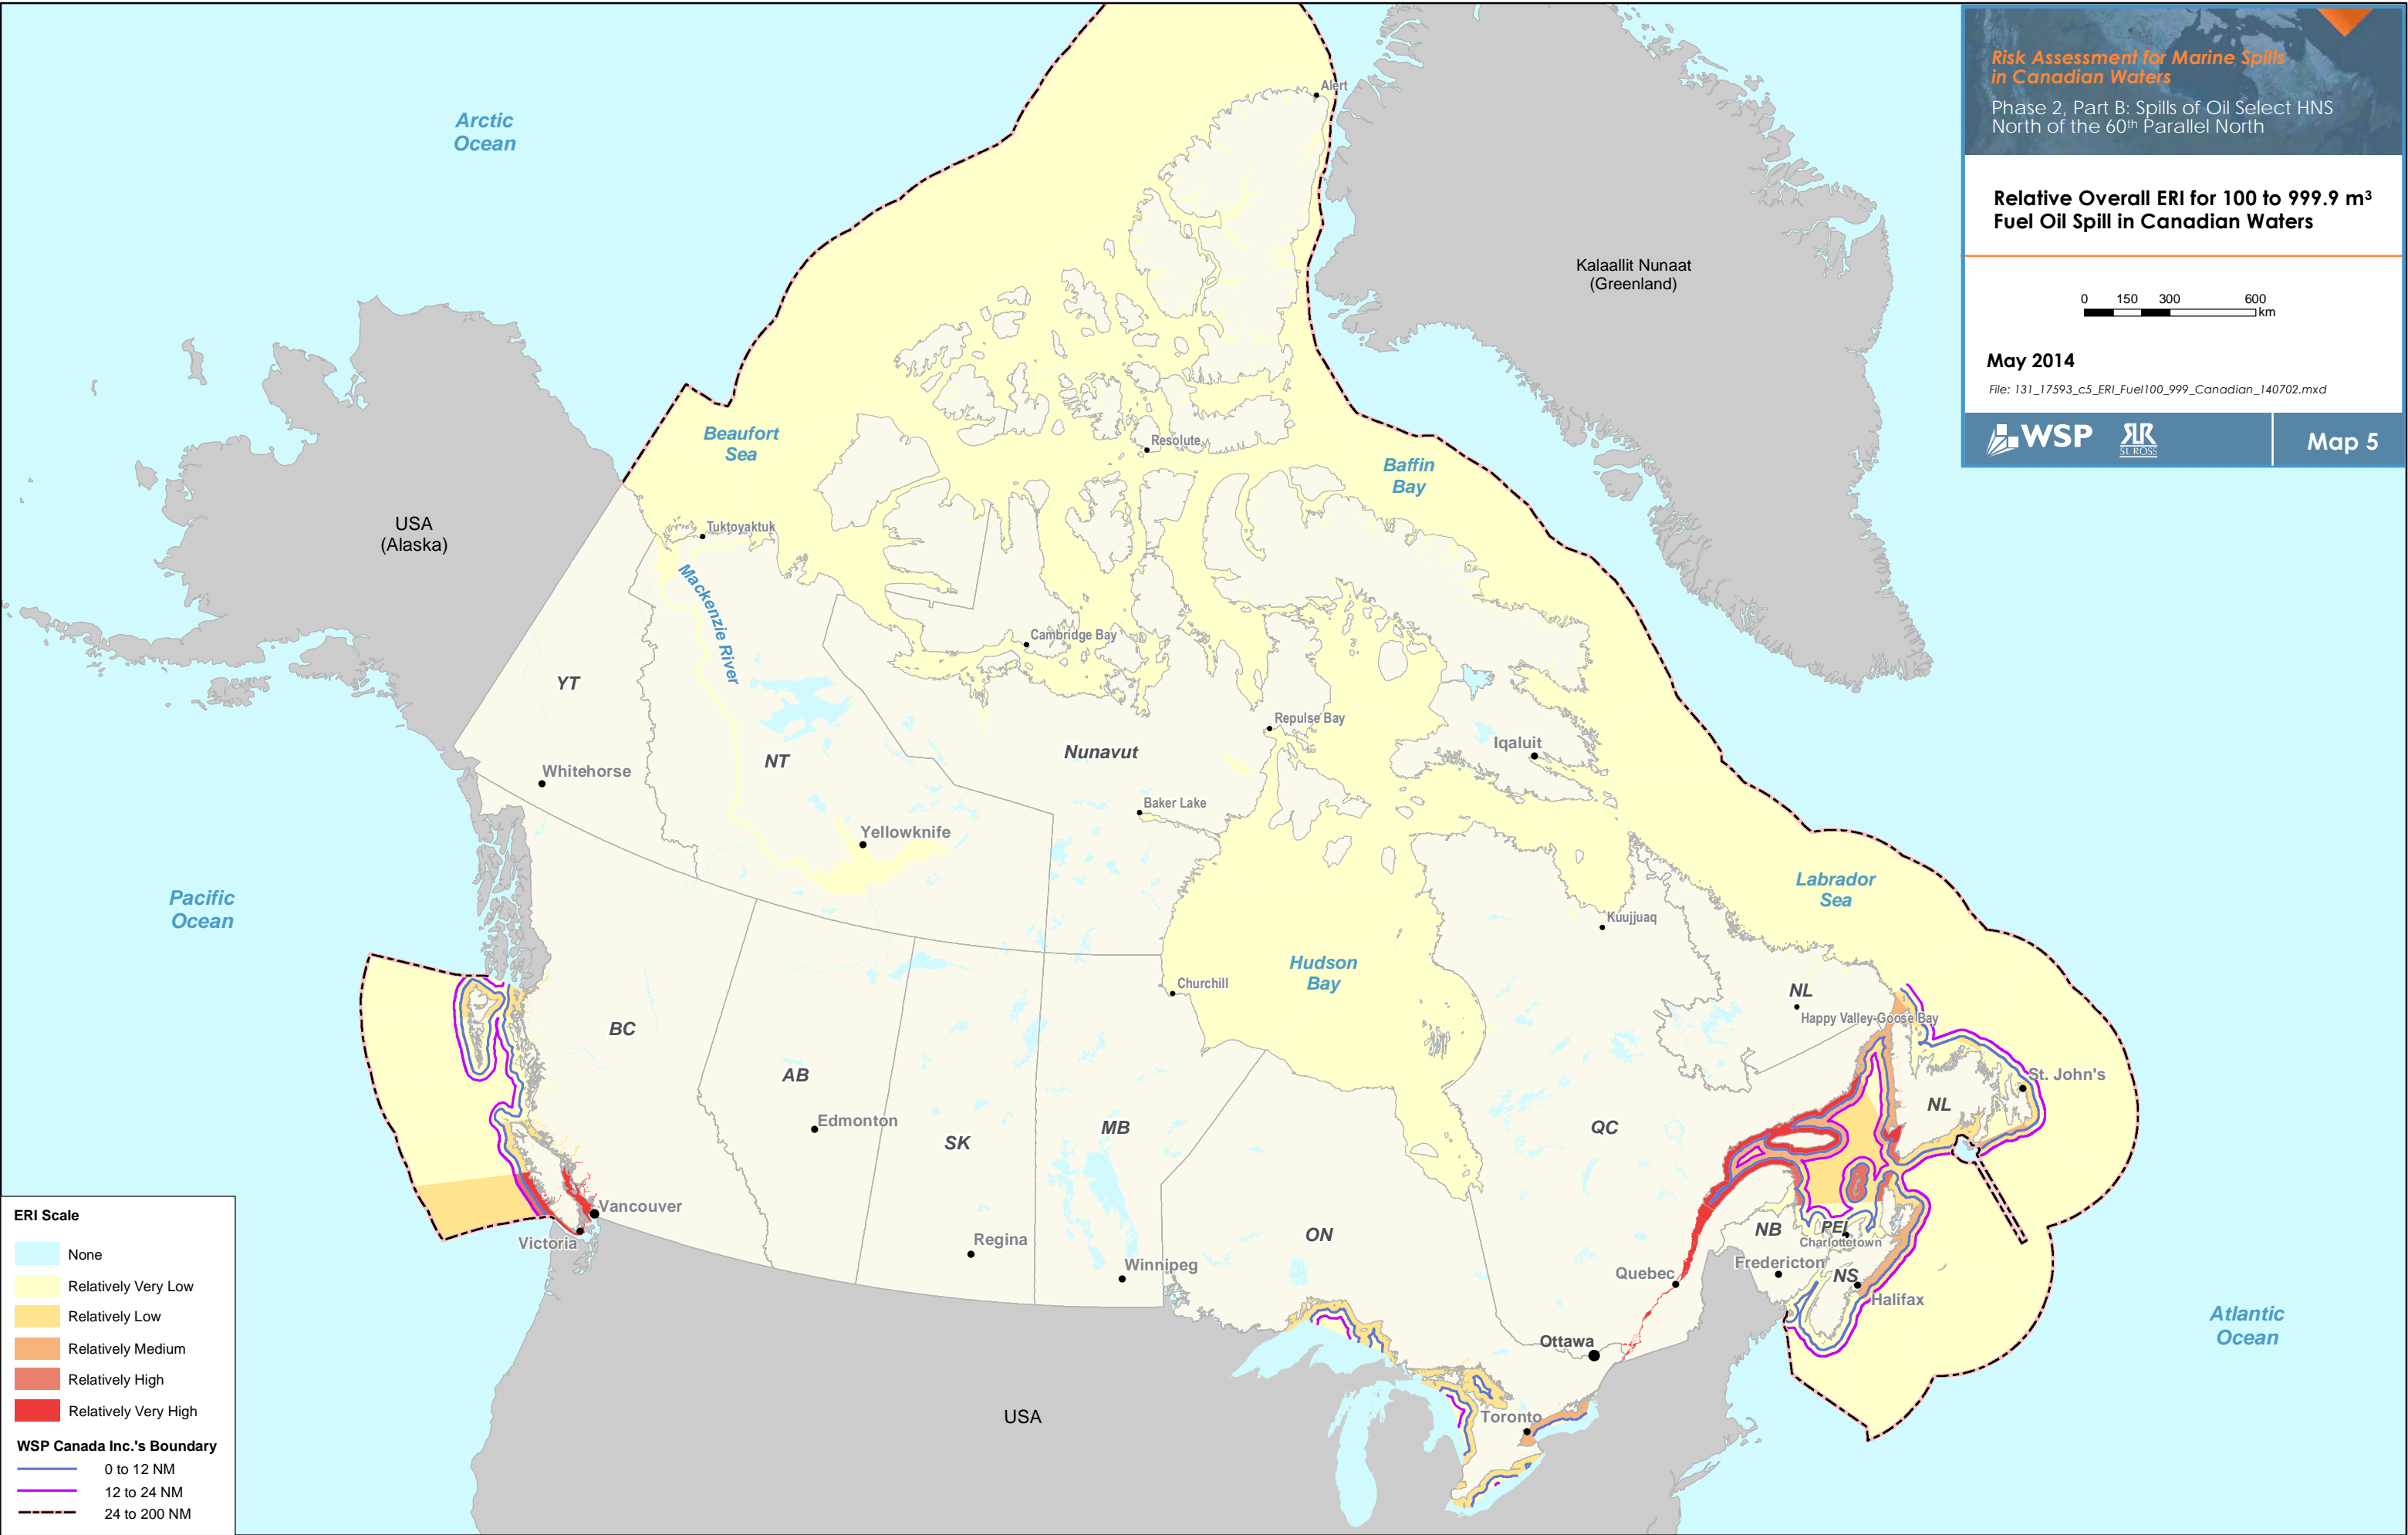 Risk Assessment for Marine Spills
in Canadian Waters
Phase 2, Part B: Spills of Oil Select HNS
North of the 60th Parallel North
Relative Overall ERI for 100 to 999.9 m³
Fuel Oil Spill in Canadian Waters
0 150 300 600
km
May 2014
File: 131_17593_c5_ERI_Fuel100_999_Canadian_140702.mxd
WSP
SLR
SL ROSS
Map 5
Arctic
Ocean
Alert
Kalaallit Nunaat
(Greenland)
Beaufort
Sea
Resolute
Baffin
Bay
USA
(Alaska)
Tuktoyaktuk
Mackenzie River
Cambridge Bay
YT
Repulse Bay
NT
Nunavut
Iqaluit
Whitehorse
Baker Lake
Yellowknife
Pacific
Ocean
Labrador
Sea
Kuujjuaq
Hudson
Bay
Churchill
NL
Happy Valley-Goose Bay
BC
AB
St. John's
NL
Edmonton
SK
MB
QC
Vancouver
Victoria
Regina
Winnipeg
ON
NB
PEI
Charlottetown
Fredericton
NS
Quebec
Halifax
Atlantic
Ocean
Ottawa
Toronto
USA
ERI Scale
None
Relatively Very Low
Relatively Low
Relatively Medium
Relatively High
Relatively Very High
WSP Canada Inc.'s Boundary
0 to 12 NM
12 to 24 NM
24 to 200 NM